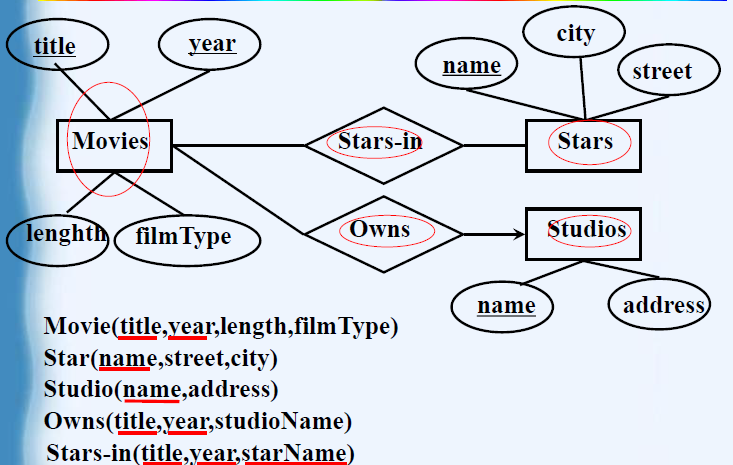 title
year
city
name
street
Movies
Stars-in
Stars
lenghth
filmType
Owns
Studios
name
address
Movie(title,year,length,filmType)
Star(name,street,city)
Studio(name,address)
Owns(title,year,studioName)
Stars-in(title,year,starName)